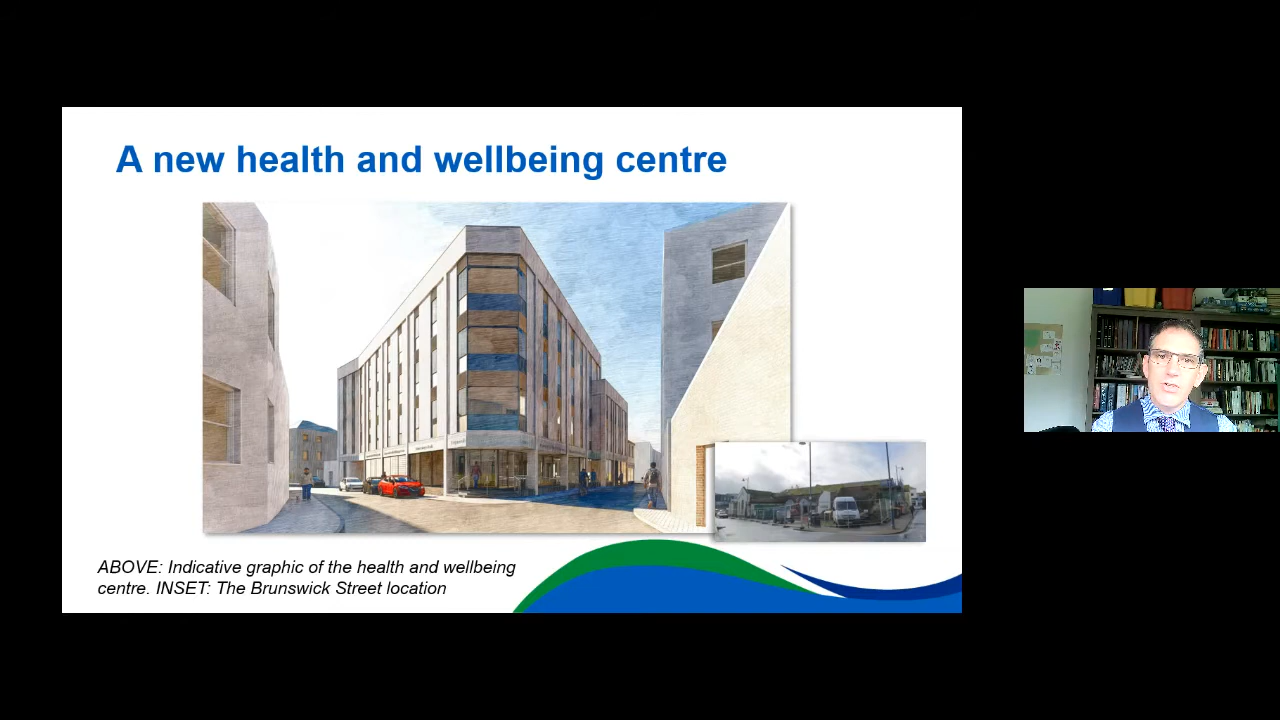 A new health and wellbeing centre
ABOVE: Indicative graphic of the health and wellbeing
centre. INSET: The Brunswick Street location